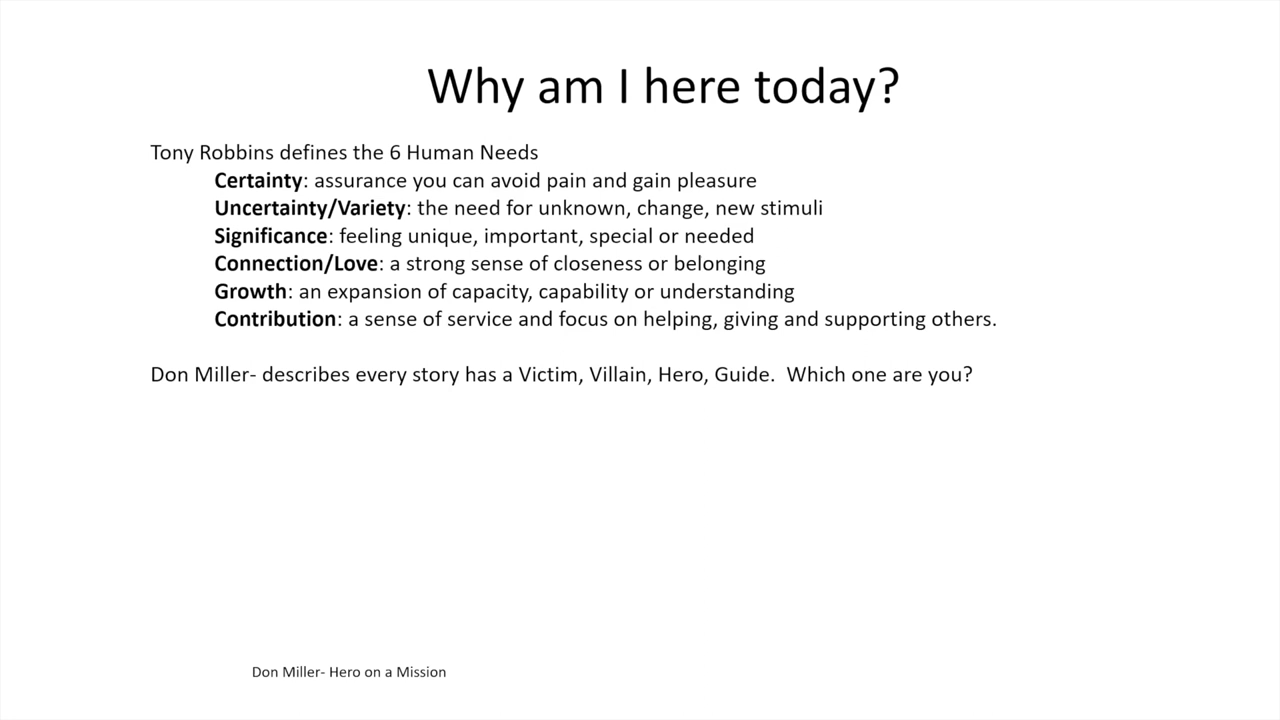 Why am I here today?
Tony Robbins defines the 6 Human Needs
Certainty: assurance you can avoid pain and gain pleasure
Uncertainty/Variety: the need for unknown, change, new stimuli
Significance: feeling unique, important, special or needed
Connection/Love: a strong sense of closeness or belonging
Growth: an expansion of capacity, capability or understanding
Contribution: a sense of service and focus on helping, giving and supporting others.
Don Miller- describes every story has a Victim, Villain, Hero, Guide.  Which one are you?
Don Miller- Hero on a Mission